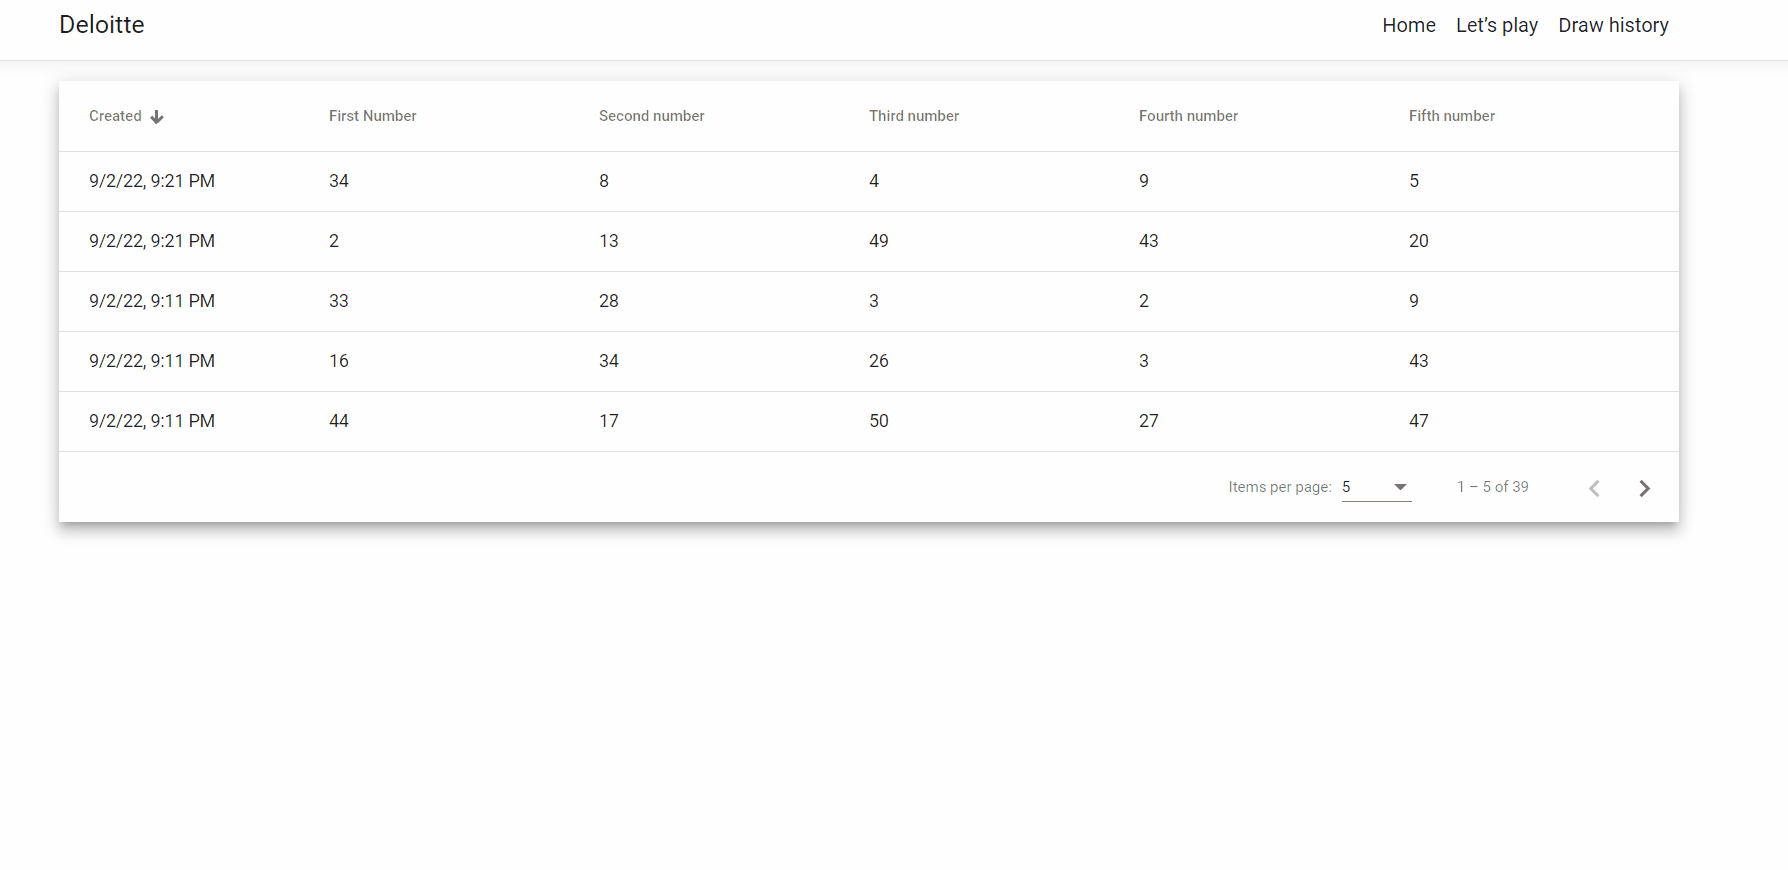 Deloitte
Home Let’s play Draw history
Created First Number Second number Third number Fourth number Fifth number
9/2/22, 9:21 PM 34 8 4 9 5
9/2/22, 9:21 PM 2 13 49 43 20
9/2/22, 9:11 PM 33 28 3 2 9
9/2/22, 9:11 PM 16 34 26 3 43
9/2/22, 9:11 PM 44 17 50 27 47
Items per page: 5 1 – 5 of 39